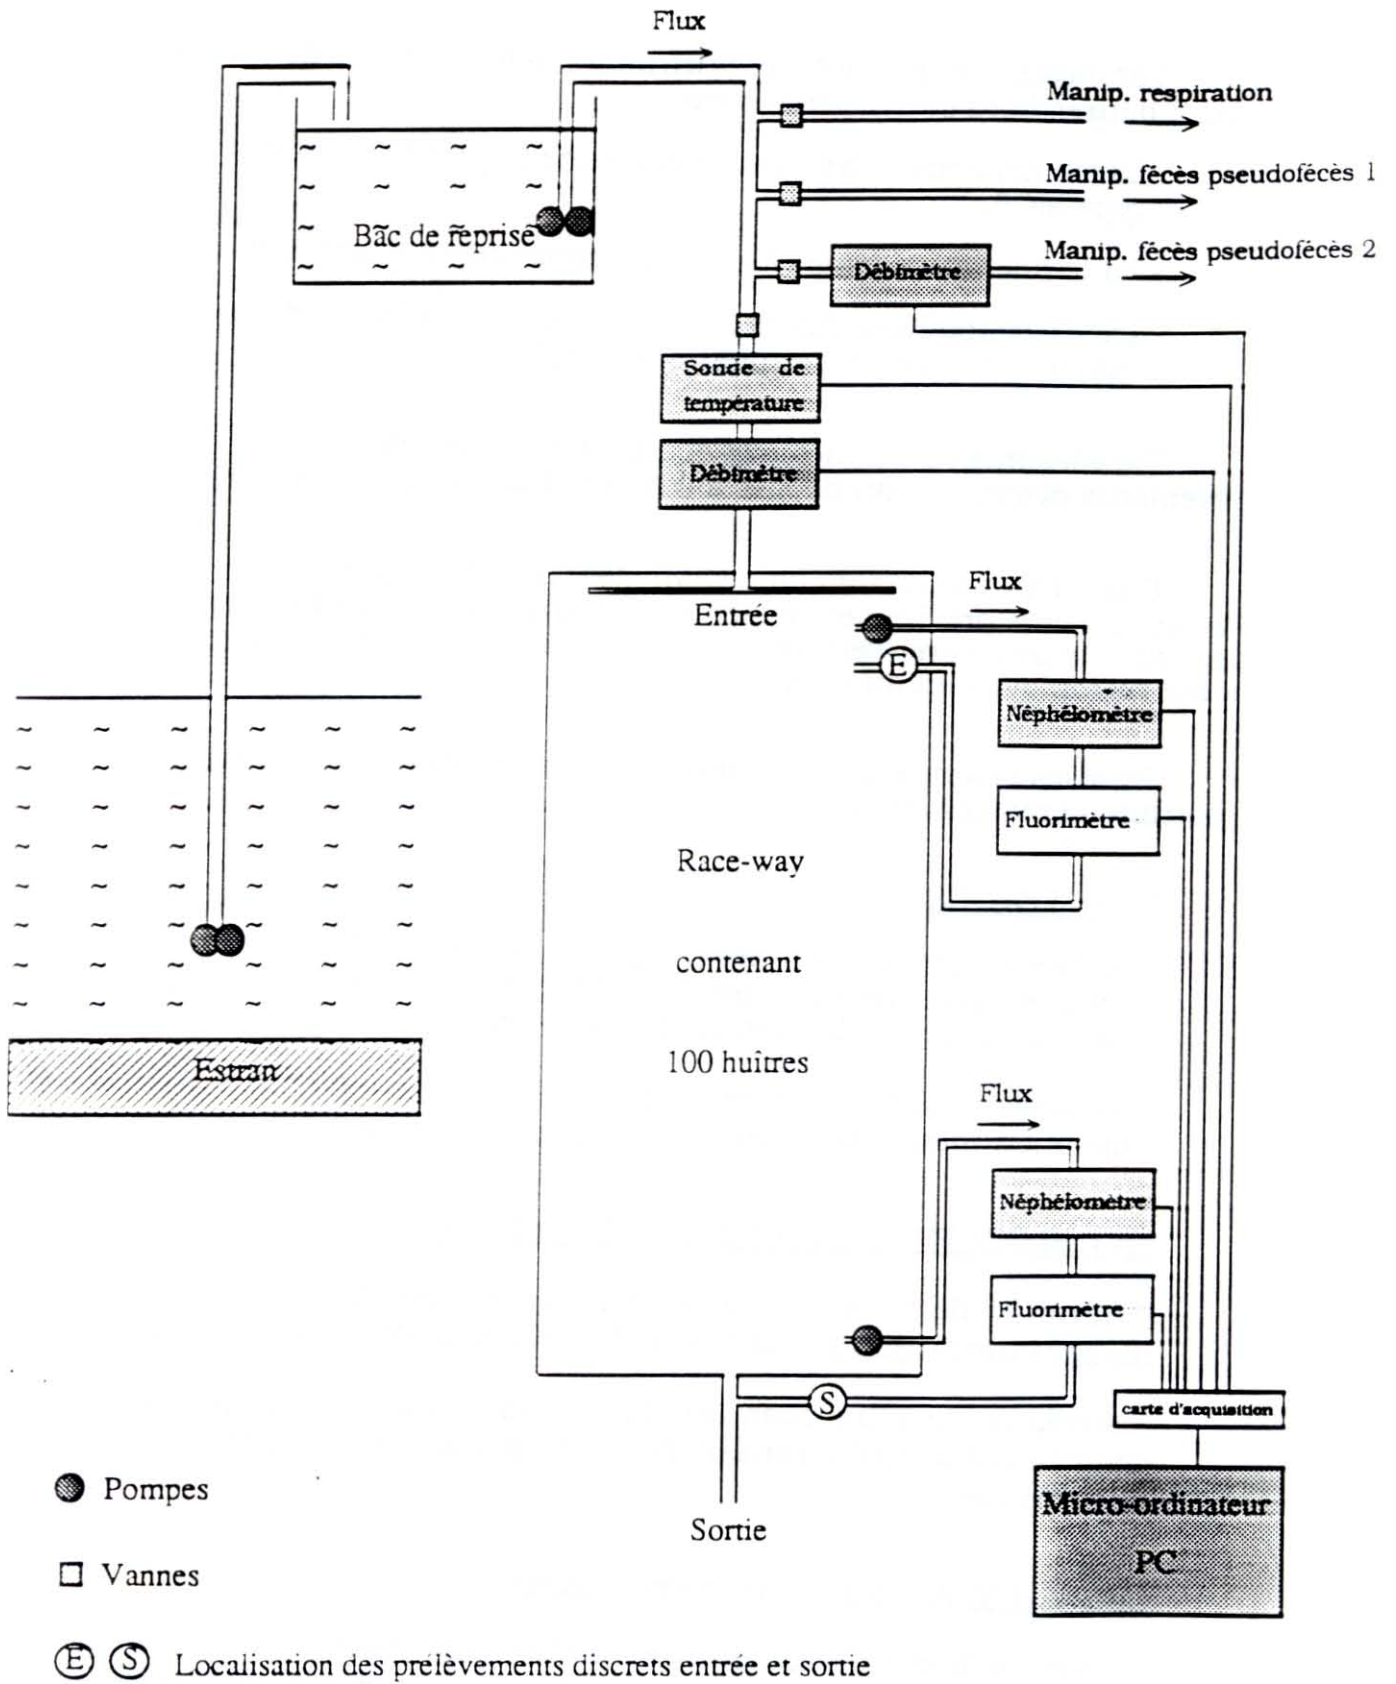 Flux
Manip. respiration
Manip. fécès pseudofécès 1
Bac de reprise
Manip. fécès pseudofécès 2
Débimètre
Sonde de
température
Débimètre
Flux
Entrée
E
Néphélomètre
Fluorimètre
Race-way
contenant
100 huîtres
Estran
Flux
Néphélomètre
Fluorimètre
S
carte d'acquisition
Micro-ordinateur
PC
Sortie
Pompes
Vannes
E S Localisation des prélèvements discrets entrée et sortie